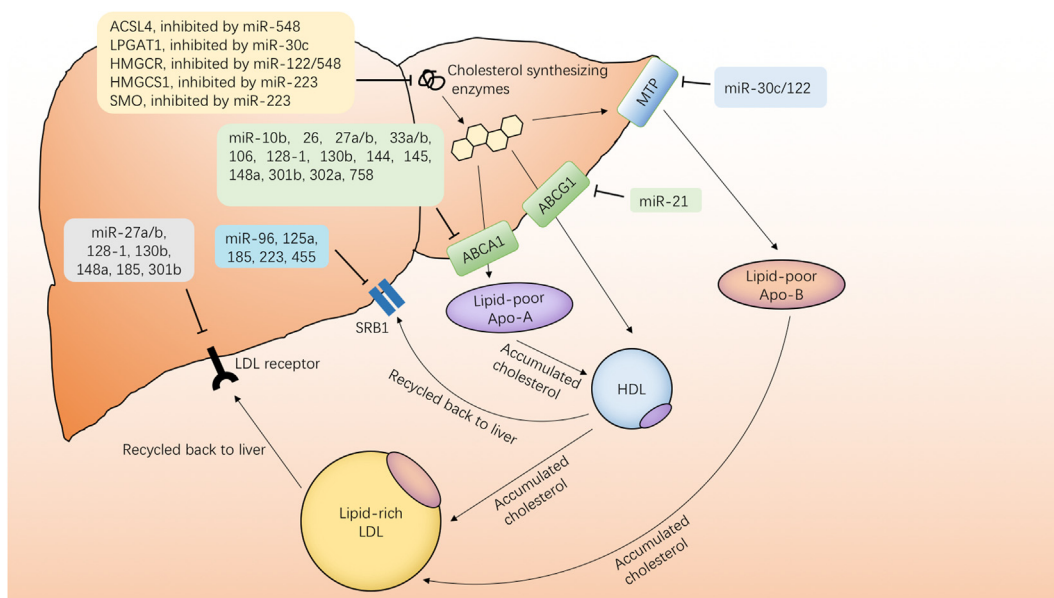 ACSL4, inhibited by miR-548
LPGAT1, inhibited by miR-30c
HMGCR, inhibited by miR-122/548
HMGCS1, inhibited by miR-223
SMO, inhibited by miR-223
Cholesterol synthesizing
enzymes
MTP
miR-30c/122
miR-10b, 26, 27a/b, 33a/b,
106, 128-1, 130b, 144, 145,
148a, 301b, 302a, 758
ABCG1
miR-21
miR-27a/b,
128-1, 130b,
148a, 185, 301b
miR-96, 125a,
185, 223, 455
ABCA1
Lipid-poor
Apo-B
Lipid-poor
Apo-A
SRB1
LDL receptor
Accumulated
cholesterol
HDL
Recycled back to liver
Recycled back to liver
Accumulated
cholesterol
Lipid-rich
LDL
Accumulated
cholesterol